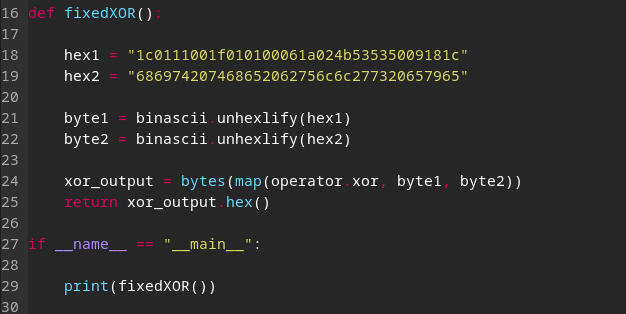 16 def fixedXOR():
17
18     hex1 = "1c0111001f010100061a024b53535009181c"
19     hex2 = "686974207468652062756c6c277320657965"
20
21     byte1 = binascii.unhexlify(hex1)
22     byte2 = binascii.unhexlify(hex2)
23
24     xor_output = bytes(map(operator.xor, byte1, byte2))
25     return xor_output.hex()
26
27 if __name__ == "__main__":
28
29     print(fixedXOR())
30